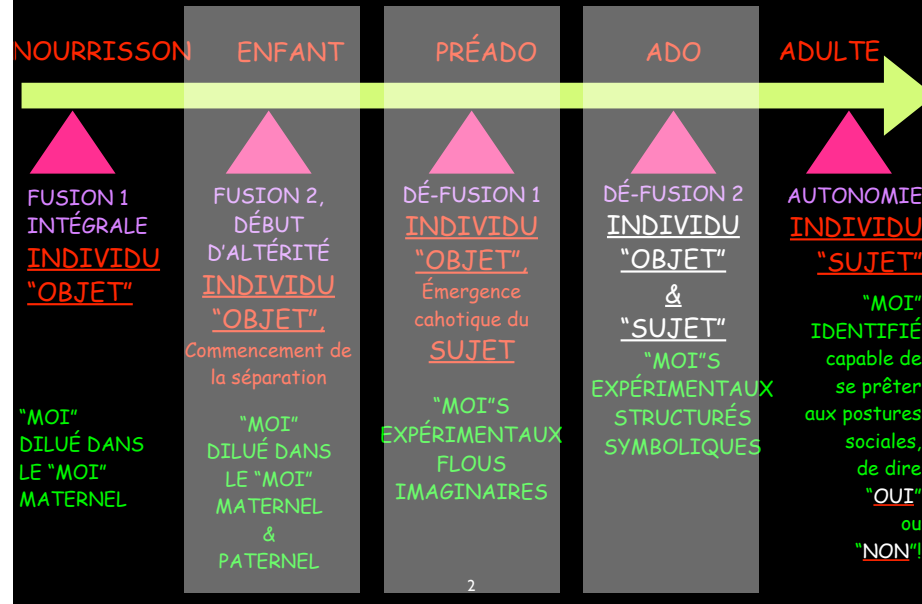 NOURRISSON
ENFANT
PRÉADO
ADO
ADULTE
FUSION 1
INTÉGRALE
INDIVIDU
“OBJET”
“MOI”
DILUÉ DANS
LE “MOI”
MATERNEL
FUSION 2,
DÉBUT
D’ALTÉRITÉ
INDIVIDU
“OBJET”,
Commencement de
la séparation
“MOI”
DILUÉ DANS
LE “MOI”
MATERNEL
&
PATERNEL
DÉ-FUSION 1
INDIVIDU
“OBJET”,
Émergence
cahotique du
SUJET
“MOI”S
EXPÉRIMENTAUX
FLOUS
IMAGINAIRES
DÉ-FUSION 2
INDIVIDU
“OBJET”
&
“SUJET”
“MOI”S
EXPÉRIMENTAUX
STRUCTURÉS
SYMBOLIQUES
AUTONOMIE
INDIVIDU
“SUJET”
“MOI”
IDENTIFIÉ
capable de
se prêter
aux postures
sociales,
de dire
“OUI”
ou
“NON”!
2